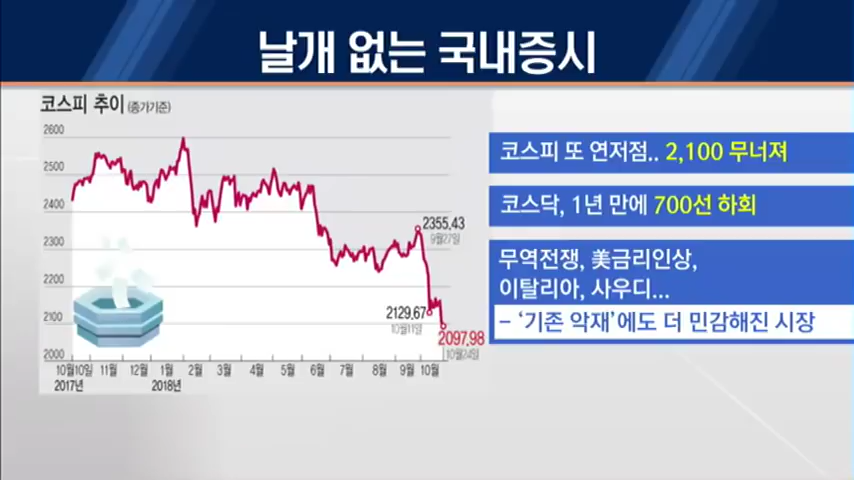 날개 없는 국내증시
코스피 추이 (종가기준)
2600
2500
2400
2300
2200
2100
2000
2355.43
9월27일
2129.67
10월11일
2097.98
10월24일
10월10일 11월 12월 1월 2월 3월 4월 5월 6월 7월 8월 9월 10월
2017년 2018년
코스피 또 연저점.. 2,100 무너져
코스닥, 1년 만에 700선 하회
무역전쟁, 美금리인상,
이탈리아, 사우디...
– ‘기존 악재’에도 더 민감해진 시장